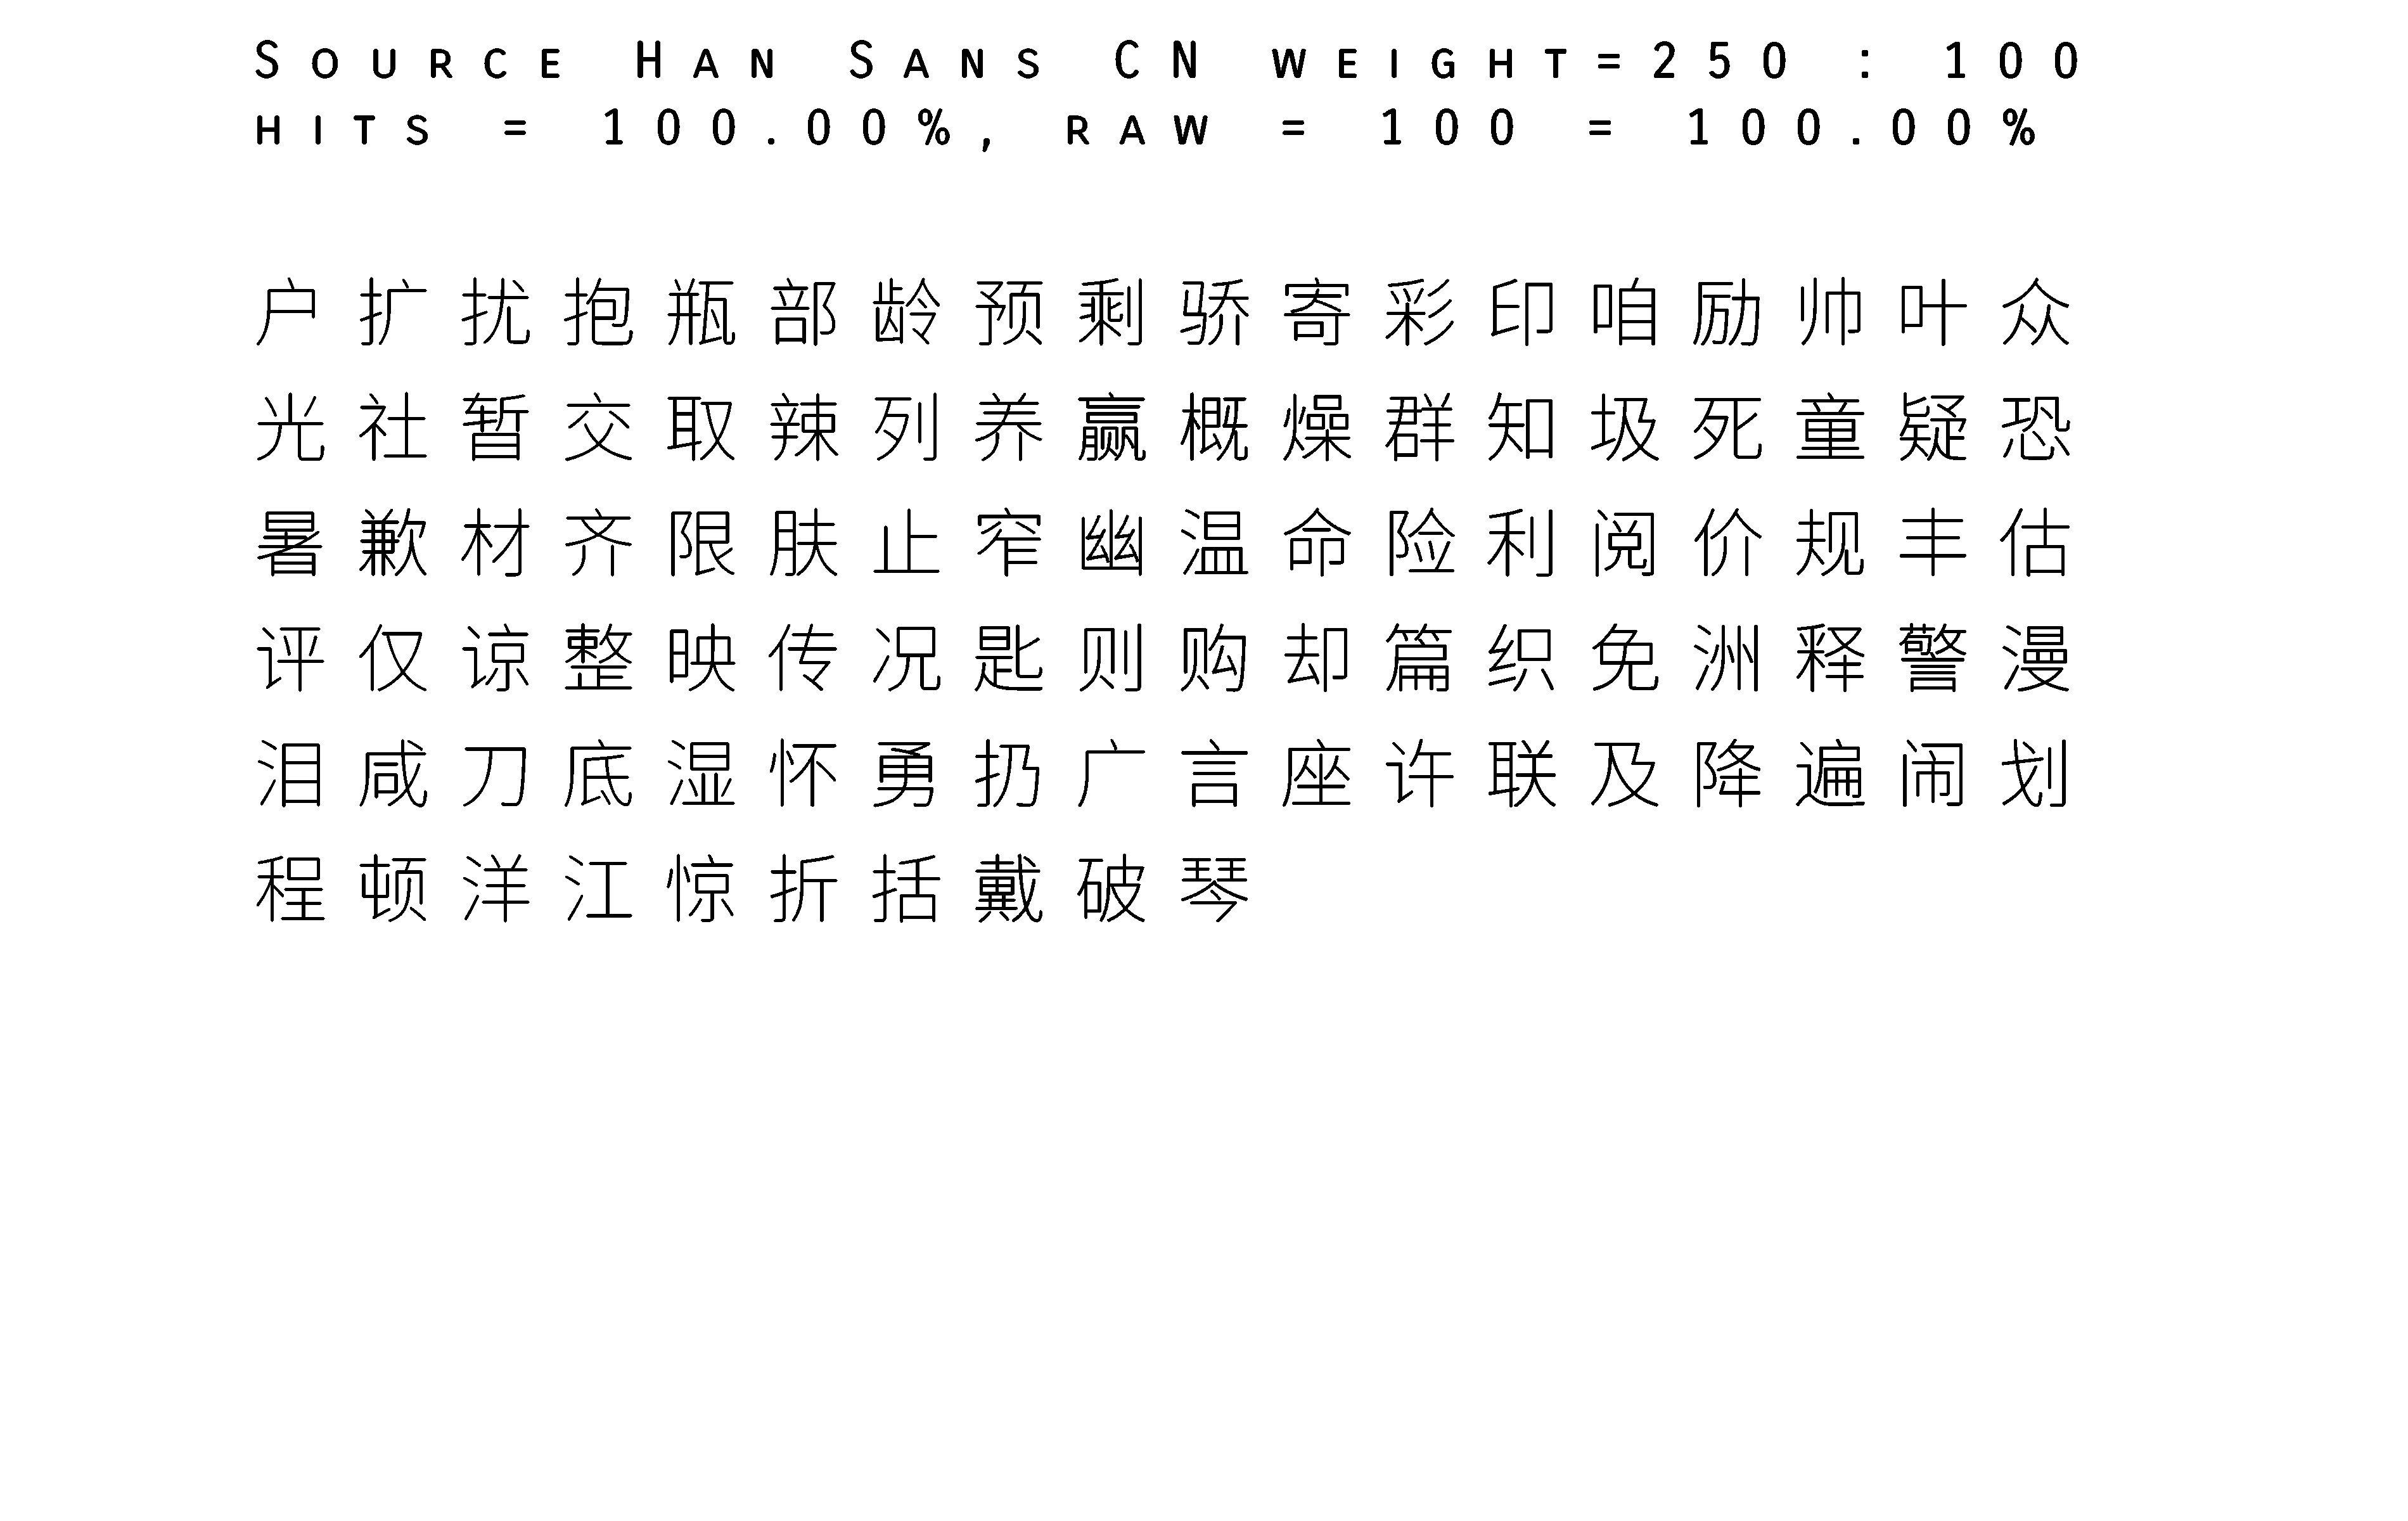 Source Han Sans CN weight=250 : 100
hits = 100.00%, raw = 100 = 100.00%
户扩扰抱瓶部龄预剩骄寄彩印咱励帅叶众
光社暂交取辣列养赢概燥群知圾死童疑恐
暑歉材齐限肤止窄幽温命险利阅价规丰估
评仅谅整映传况匙则购却篇织免洲释警漫
泪咸刀底湿怀勇扔广言座许联及降遍闹划
程顿洋江惊折括戴破琴